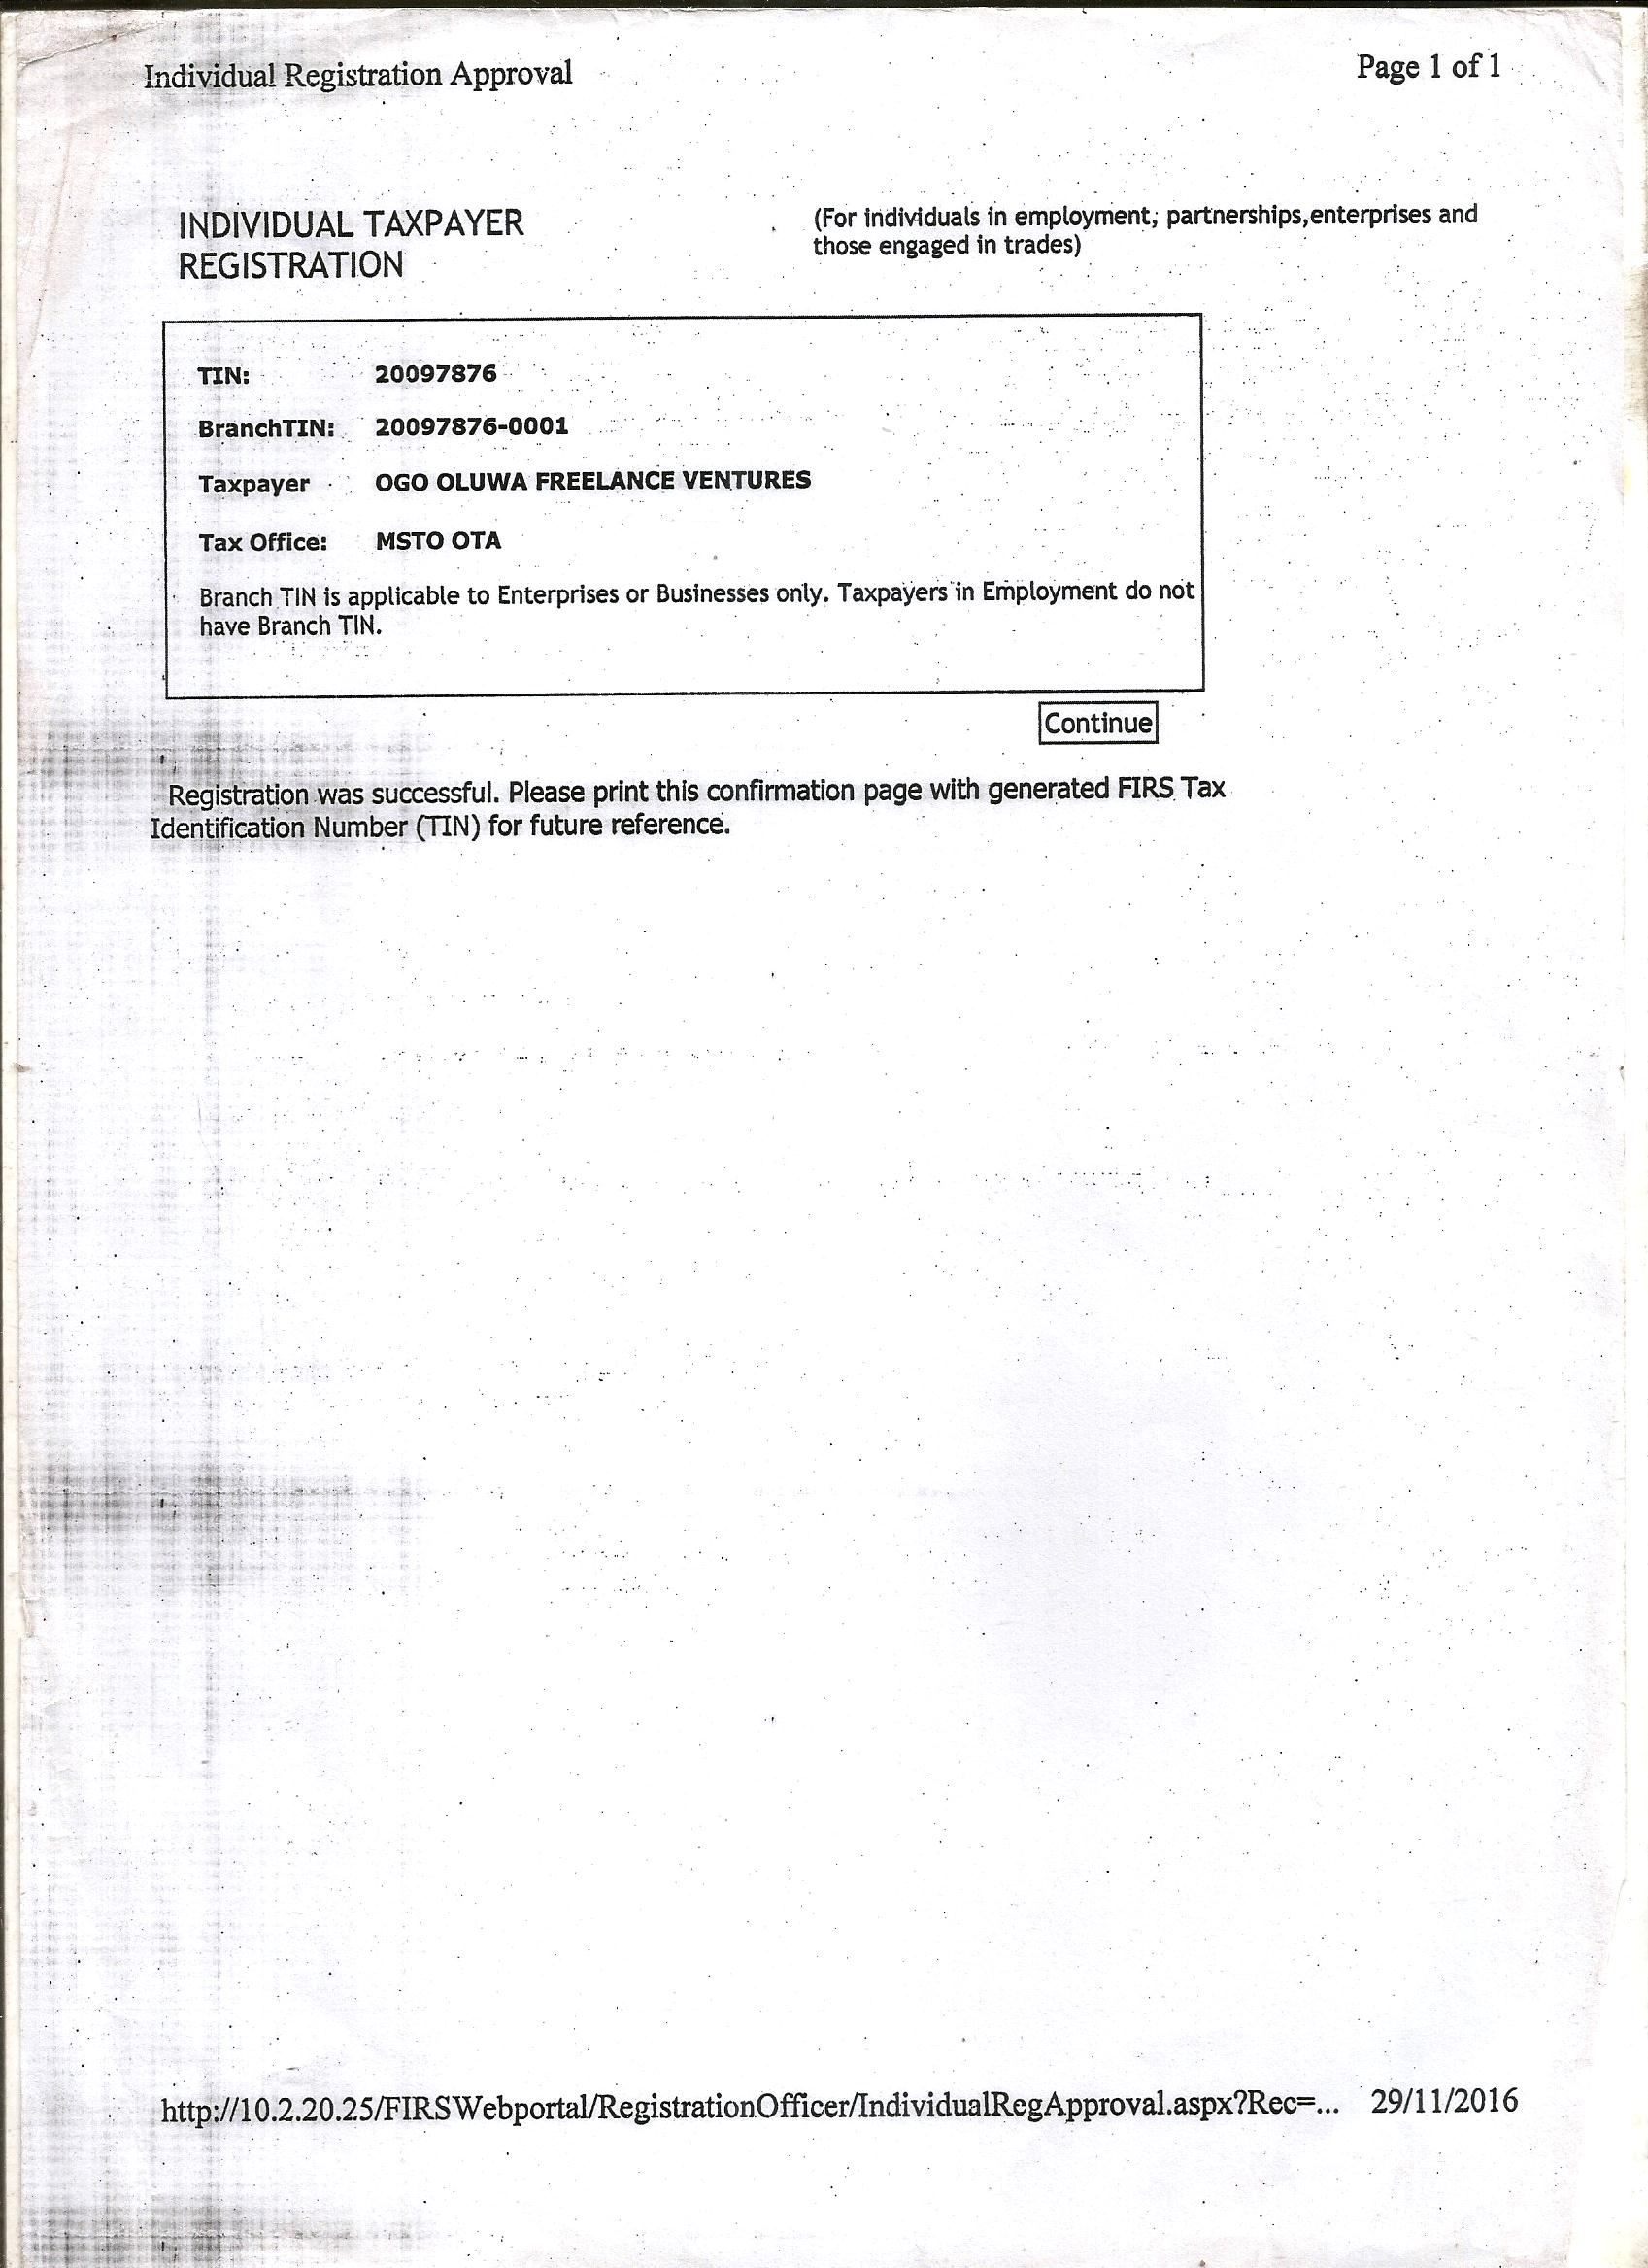 Individual Registration Approval
Page 1 of 1
INDIVIDUAL TAXPAYER
REGISTRATION
(For individuals in employment, partnerships,enterprises and
those engaged in trades)
TIN: 20097876
BranchTIN: 20097876-0001
Taxpayer OGO OLUWA FREELANCE VENTURES
Tax Office: MSTO OTA
Branch TIN is applicable to Enterprises or Businesses only. Taxpayers in Employment do not
have Branch TIN.
Continue
Registration was successful. Please print this confirmation page with generated FIRS Tax
Identification Number (TIN) for future reference.
http://10.2.20.25/FIRSWebportal/RegistrationOfficer/IndividualRegApproval.aspx?Rec=... 29/11/2016